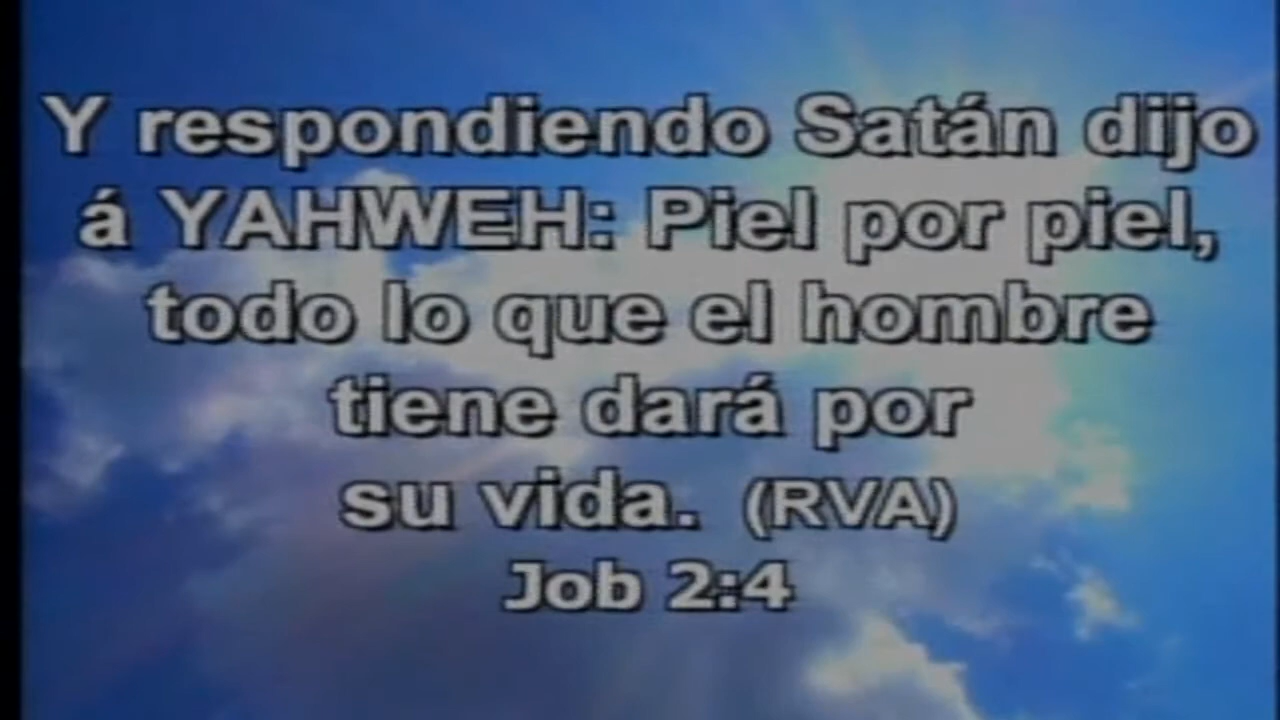 Y respondiendo Satán dijo
á YAHWEH: Piel por piel,
todo lo que el hombre
tiene dará por
su vida. (RVA)
Job 2:4